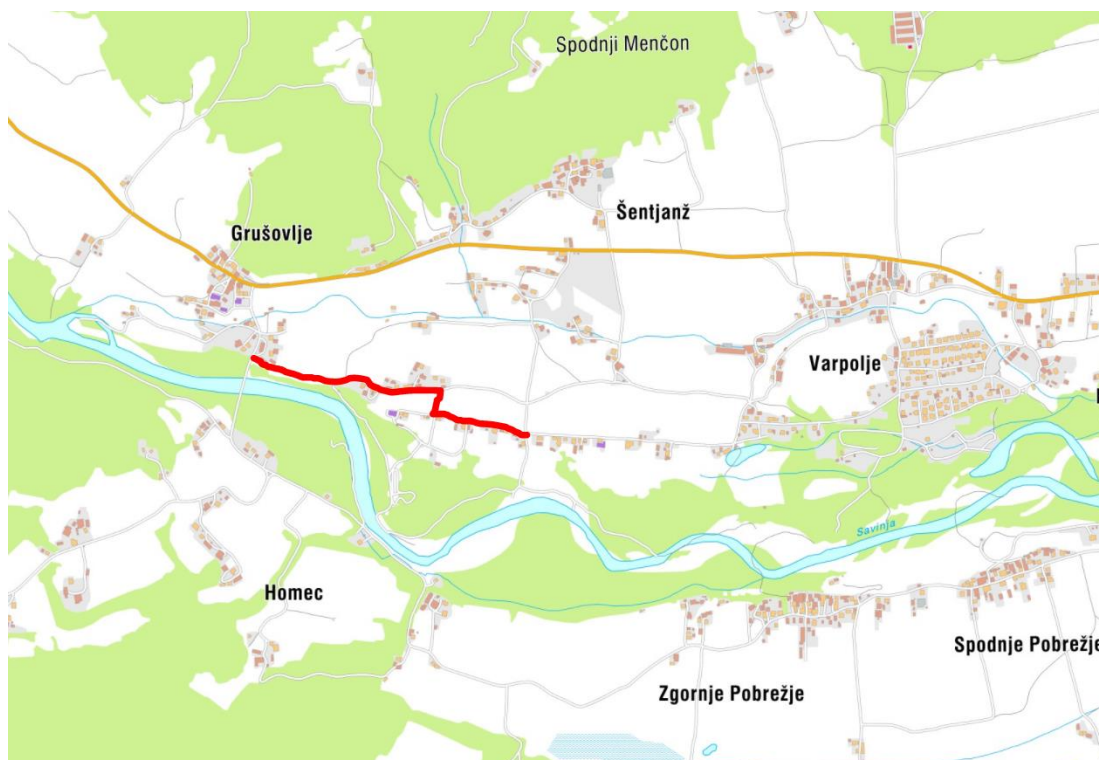 Spodnji Menčon
Šentjanž
Grušovlje
Varpolje
Savinja
Homec
Spodnje Pobrežje
Zgornje Pobrežje